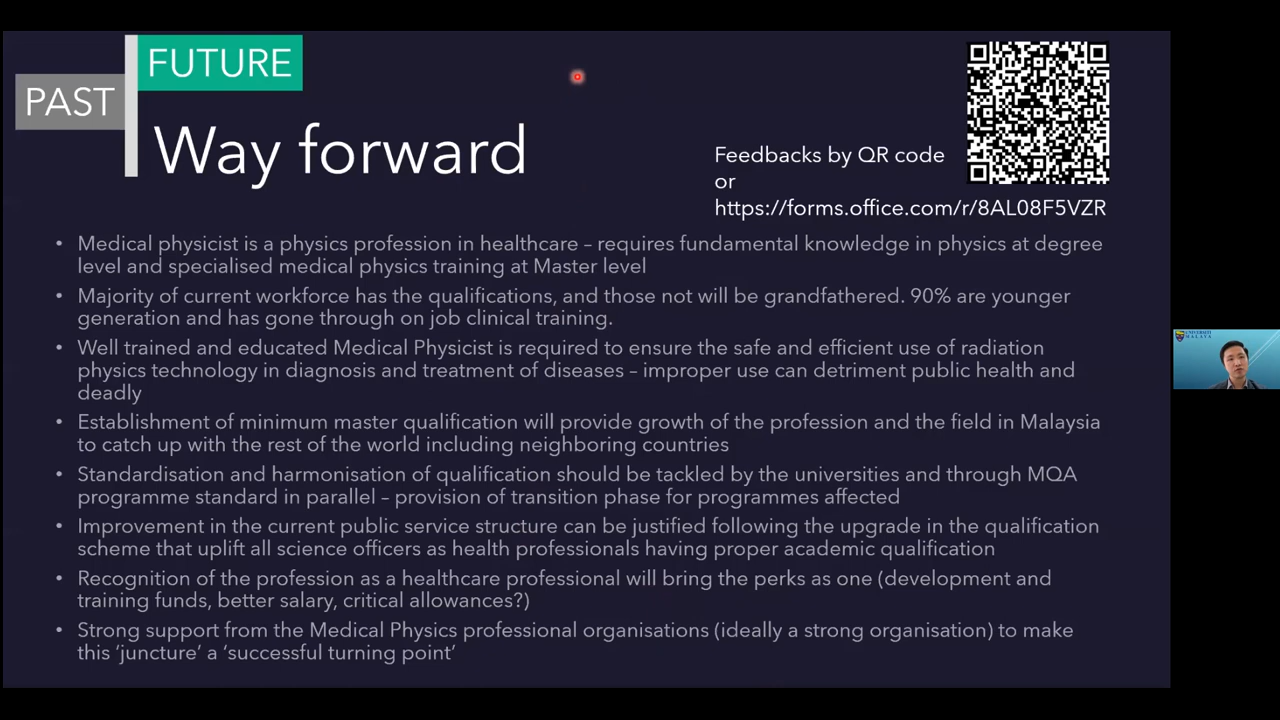 FUTURE
PAST
Way forward
Feedbacks by QR code
or
https://forms.office.com/r/8AL08F5VZR
• Medical physicist is a physics profession in healthcare – requires fundamental knowledge in physics at degree
level and specialised medical physics training at Master level
• Majority of current workforce has the qualifications, and those not will be grandfathered. 90% are younger
generation and has gone through on job clinical training.
• Well trained and educated Medical Physicist is required to ensure the safe and efficient use of radiation
physics technology in diagnosis and treatment of diseases – improper use can detriment public health and
deadly
• Establishment of minimum master qualification will provide growth of the profession and the field in Malaysia
to catch up with the rest of the world including neighboring countries
• Standardisation and harmonisation of qualification should be tackled by the universities and through MQA
programme standard in parallel – provision of transition phase for programmes affected
• Improvement in the current public service structure can be justified following the upgrade in the qualification
scheme that uplift all science officers as health professionals having proper academic qualification
• Recognition of the profession as a healthcare professional will bring the perks as one (development and
training funds, better salary, critical allowances?)
• Strong support from the Medical Physics professional organisations (ideally a strong organisation) to make
this ‘juncture’ a ‘successful turning point’
UNIVERSITI
MALAYA